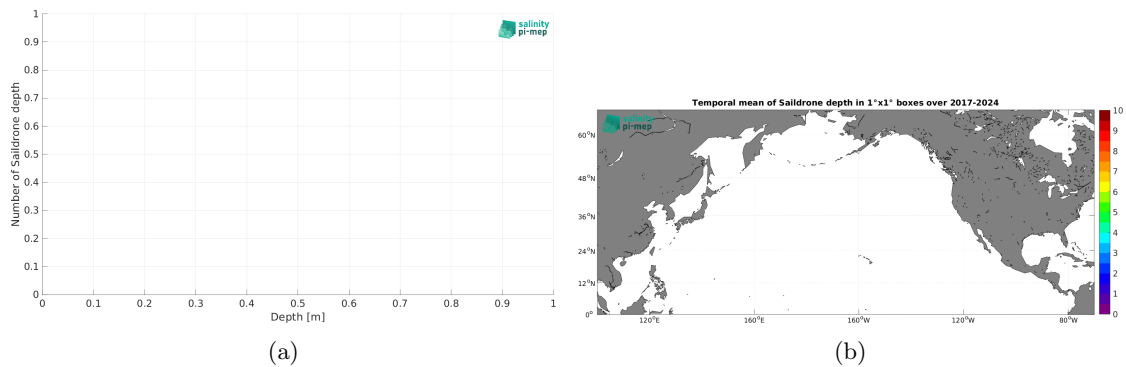 1
0.9
0.8
0.7
0.6
0.5
0.4
0.3
0.2
0.1
0
Number of Saildrone depth
0 0.1 0.2 0.3 0.4 0.5 0.6 0.7 0.8 0.9 1
Depth [m]
salinity
pi-mep
(a)
Temporal mean of Saildrone depth in 1°x1° boxes over 2017-2024
salinity
pi-mep
60°N
48°N
36°N
24°N
12°N
0°
120°E 160°E 160°W 120°W 80°W
10
9
8
7
6
5
4
3
2
1
0
(b)